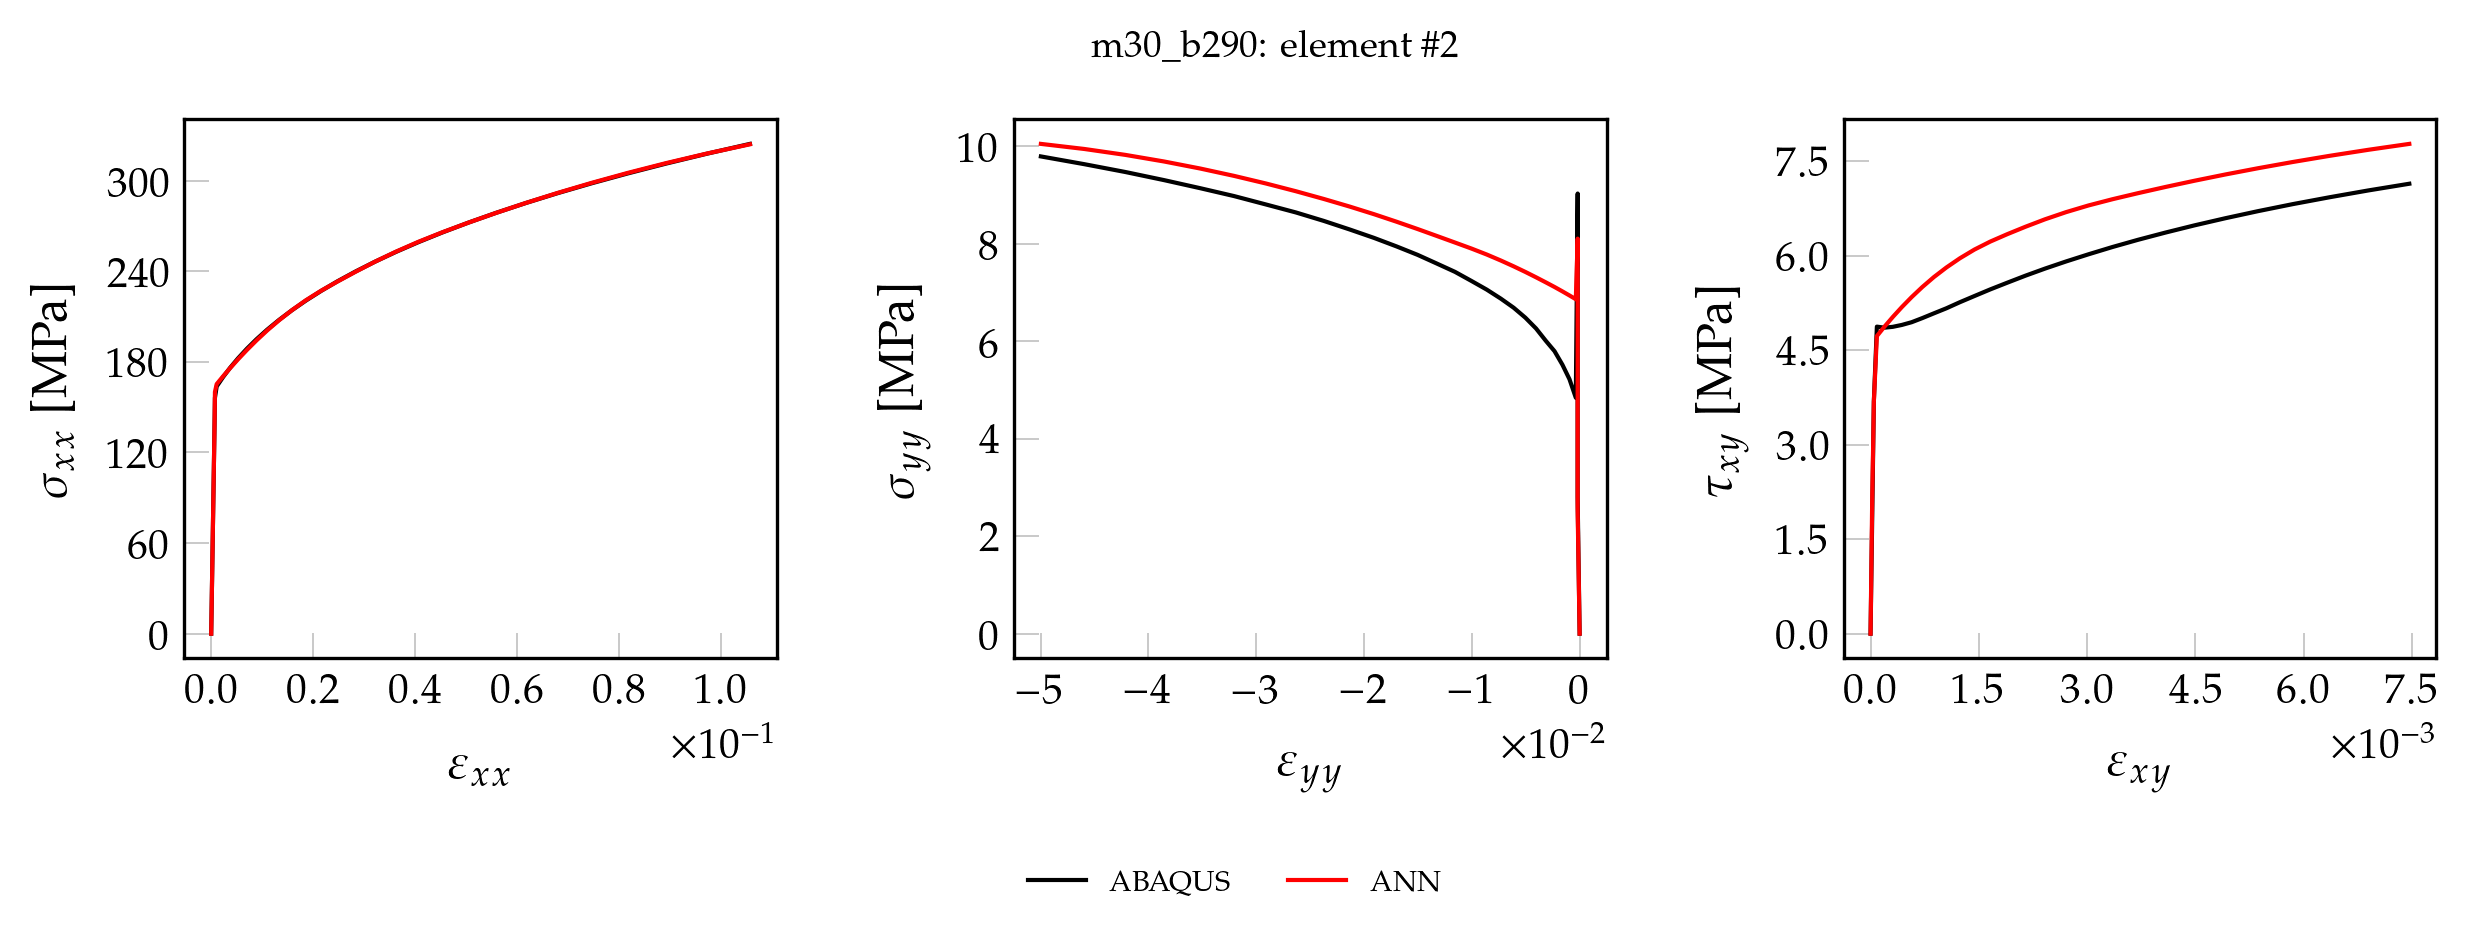 m30_b290: element #2
σxx [MPa]
300
240
180
120
60
0
0.0 0.2 0.4 0.6 0.8 1.0
×10⁻¹
εxx
σyy [MPa]
10
8
6
4
2
0
−5 −4 −3 −2 −1 0
×10⁻²
εyy
τxy [MPa]
7.5
6.0
4.5
3.0
1.5
0.0
0.0 1.5 3.0 4.5 6.0 7.5
×10⁻³
εxy
ABAQUS ANN